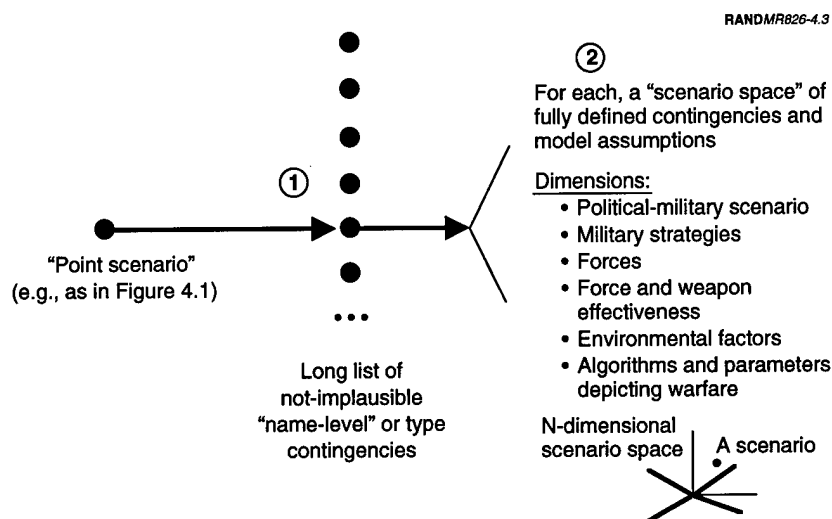 RANDMR826-4.3
1
"Point scenario"
(e.g., as in Figure 4.1)
• • •
Long list of
not-implausible
"name-level" or type
contingencies
2
For each, a "scenario space" of
fully defined contingencies and
model assumptions
Dimensions:
• Political-military scenario
• Military strategies
• Forces
• Force and weapon
effectiveness
• Environmental factors
• Algorithms and parameters
depicting warfare
N-dimensional
scenario space
A scenario